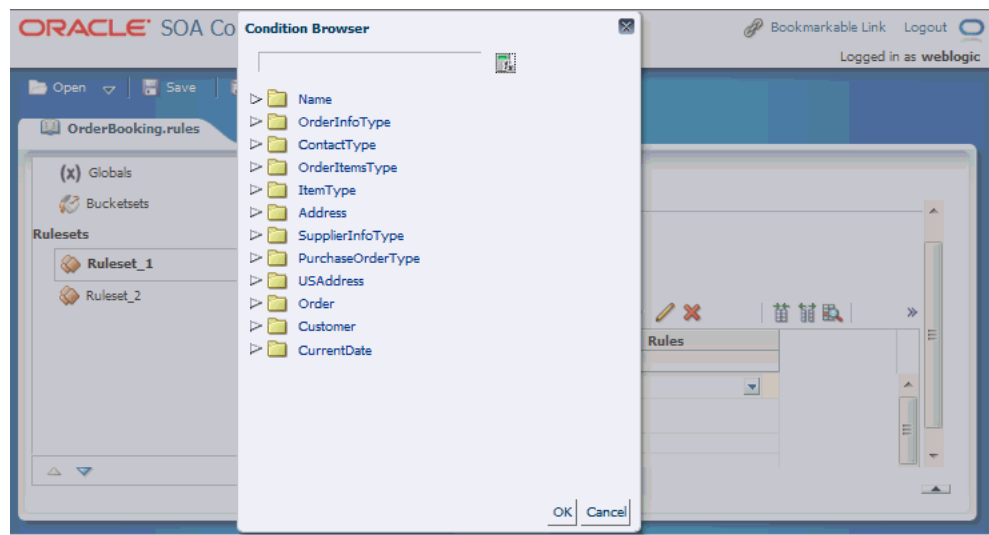 ORACLE SOA Co
Bookmarkable Link Logout
Logged in as weblogic
Open Save
OrderBooking.rules
(x) Globals
Bucketsets
Rulesets
Ruleset_1
Ruleset_2
Rules
Condition Browser
Name
OrderInfoType
ContactType
OrderItemsType
ItemType
Address
SupplierInfoType
PurchaseOrderType
USAddress
Order
Customer
CurrentDate
OK Cancel